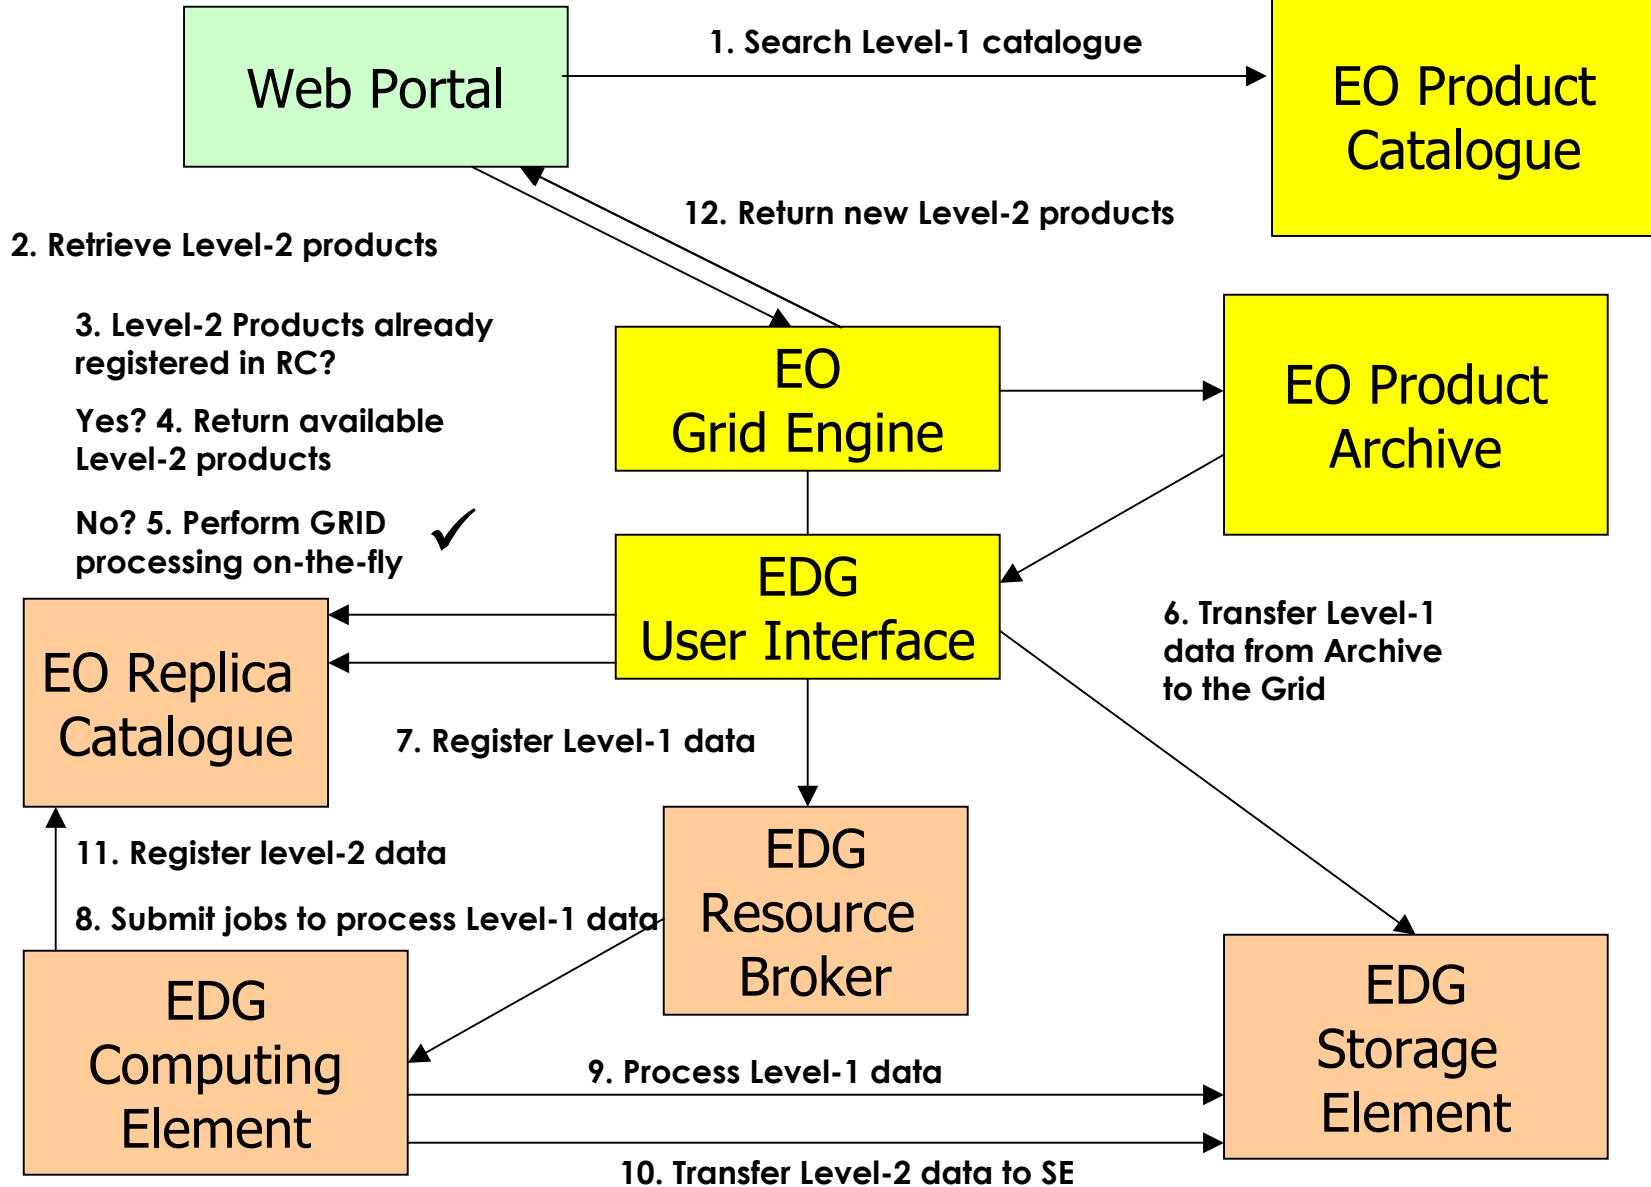 1. Search Level-1 catalogue
Web Portal
EO Product
Catalogue
12. Return new Level-2 products
2. Retrieve Level-2 products
3. Level-2 Products already
registered in RC?
Yes? 4. Return available
Level-2 products
No? 5. Perform GRID
processing on-the-fly
EO
Grid Engine
EO Product
Archive
EDG
User Interface
6. Transfer Level-1
data from Archive
to the Grid
EO Replica
Catalogue
7. Register Level-1 data
11. Register level-2 data
8. Submit jobs to process Level-1 data
EDG
Resource
Broker
EDG
Computing
Element
9. Process Level-1 data
10. Transfer Level-2 data to SE
EDG
Storage
Element